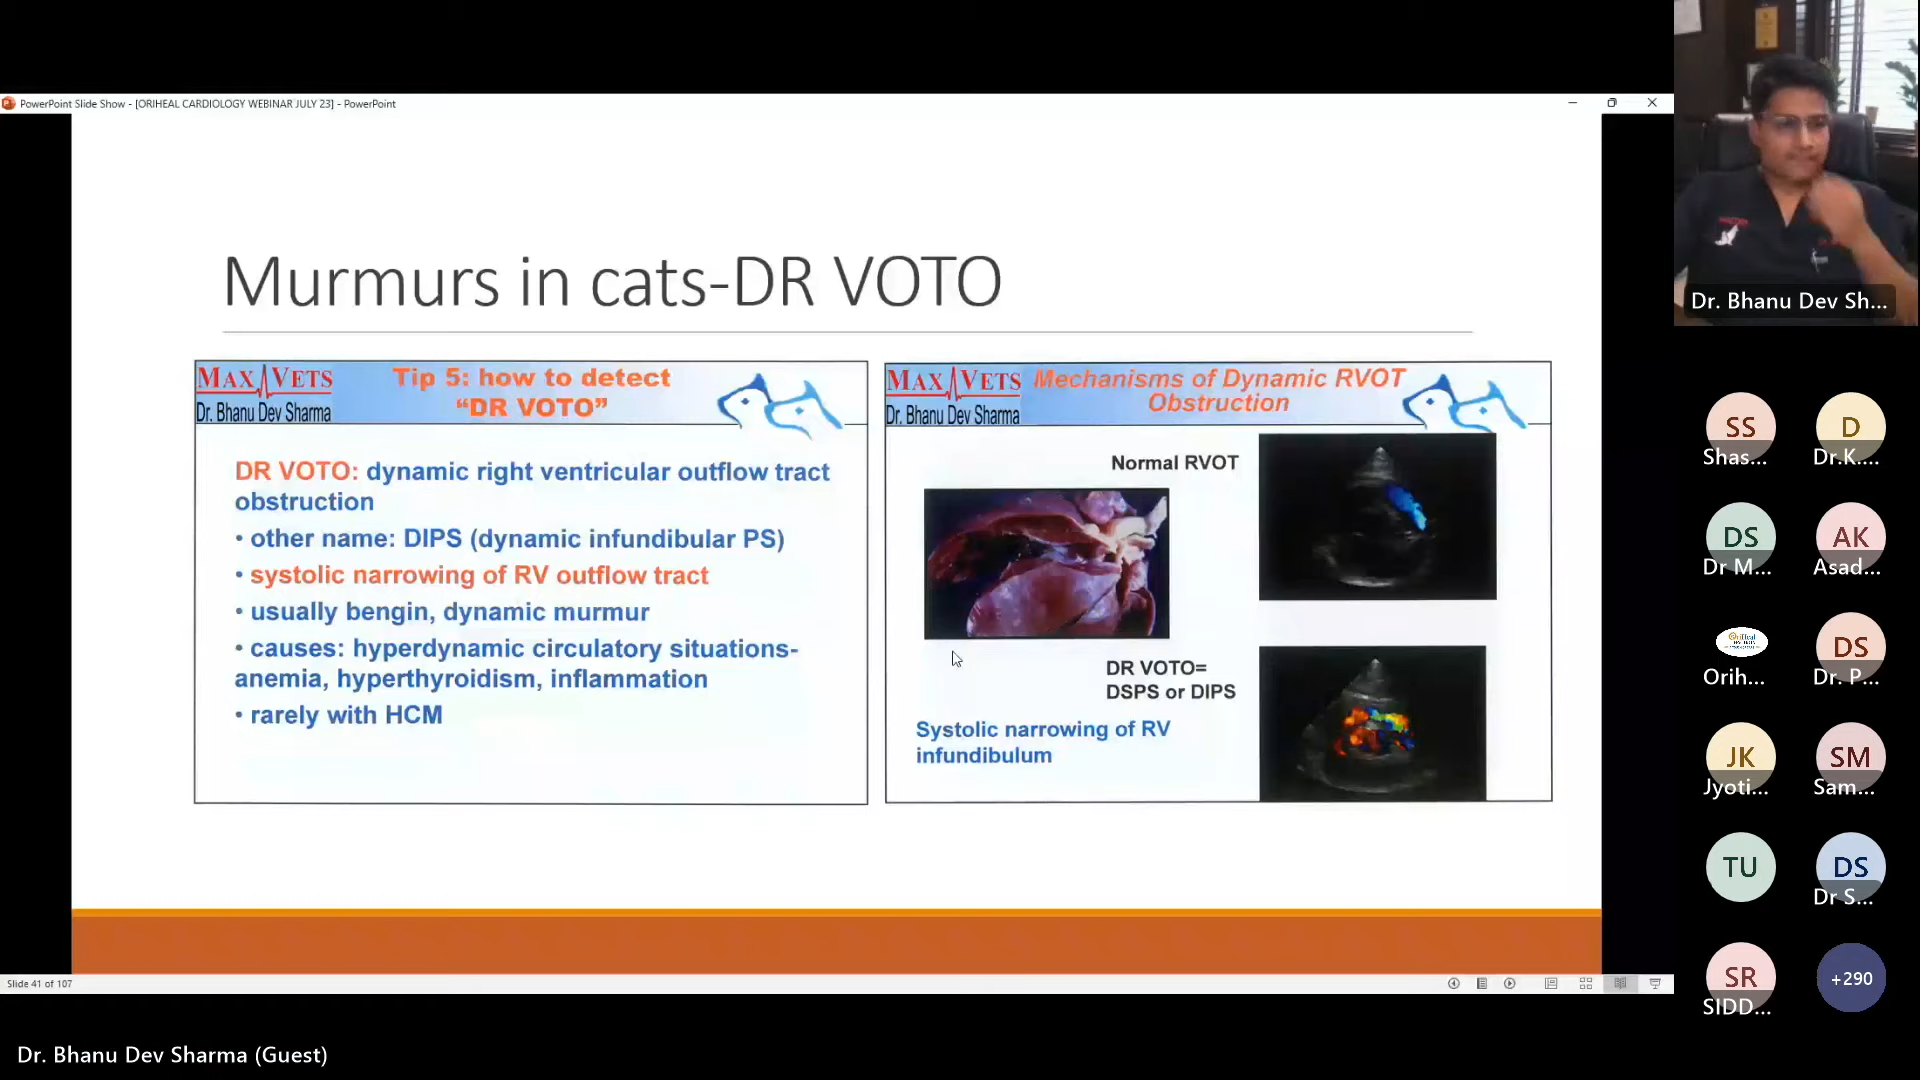 PowerPoint Slide Show - [ORIHEAL CARDIOLOGY WEBINAR JULY 23] - PowerPoint
Murmurs in cats-DR VOTO
MAX VETS
Dr. Bhanu Dev Sharma
Tip 5: how to detect
“DR VOTO”
DR VOTO: dynamic right ventricular outflow tract
obstruction
• other name: DIPS (dynamic infundibular PS)
• systolic narrowing of RV outflow tract
• usually bengin, dynamic murmur
• causes: hyperdynamic circulatory situations-
anemia, hyperthyroidism, inflammation
• rarely with HCM
MAX VETS
Dr. Bhanu Dev Sharma
Mechanisms of Dynamic RVOT
Obstruction
Normal RVOT
DR VOTO=
DSPS or DIPS
Systolic narrowing of RV
infundibulum
Slide 41 of 107
Dr. Bhanu Dev Sharma (Guest)
Dr. Bhanu Dev Sh...
SS
Shas...
D
Dr.K....
DS
Dr M...
AK
Asad...
OriHeal
Orih...
DS
Dr. P...
JK
Jyoti...
SM
Sam...
TU
DS
Dr S...
SR
SIDD...
+290